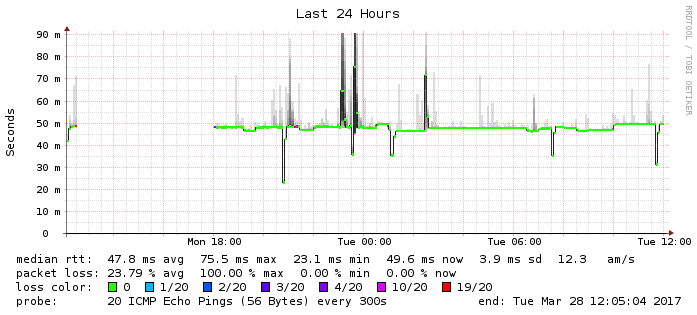 Last 24 Hours
RRDTOOL / TOBI OETIKER
Seconds
90 m
80 m
70 m
60 m
50 m
40 m
30 m
20 m
10 m
0
Mon 18:00 Tue 00:00 Tue 06:00 Tue 12:00
median rtt: 47.8 ms avg 75.5 ms max 23.1 ms min 49.6 ms now 3.9 ms sd 12.3 am/s
packet loss: 23.79 % avg 100.00 % max 0.00 % min 0.00 % now
loss color: 0 1/20 2/20 3/20 4/20 10/20 19/20
probe: 20 ICMP Echo Pings (56 Bytes) every 300s end: Tue Mar 28 12:05:04 2017